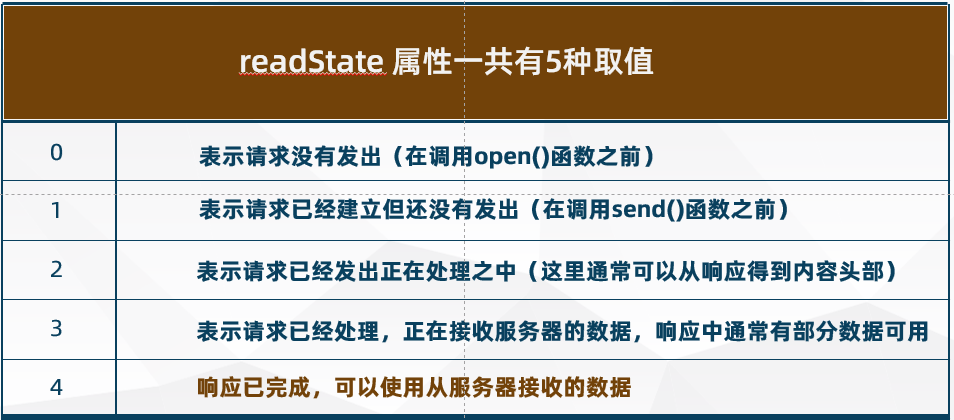 readState 属性一共有5种取值
0 表示请求没有发出（在调用open()函数之前）
1 表示请求已经建立但还没有发出（在调用send()函数之前）
2 表示请求已经发出正在处理之中（这里通常可以从响应得到内容头部）
3 表示请求已经处理，正在接收服务器的数据，响应中通常有部分数据可用
4 响应已完成，可以使用从服务器接收的数据